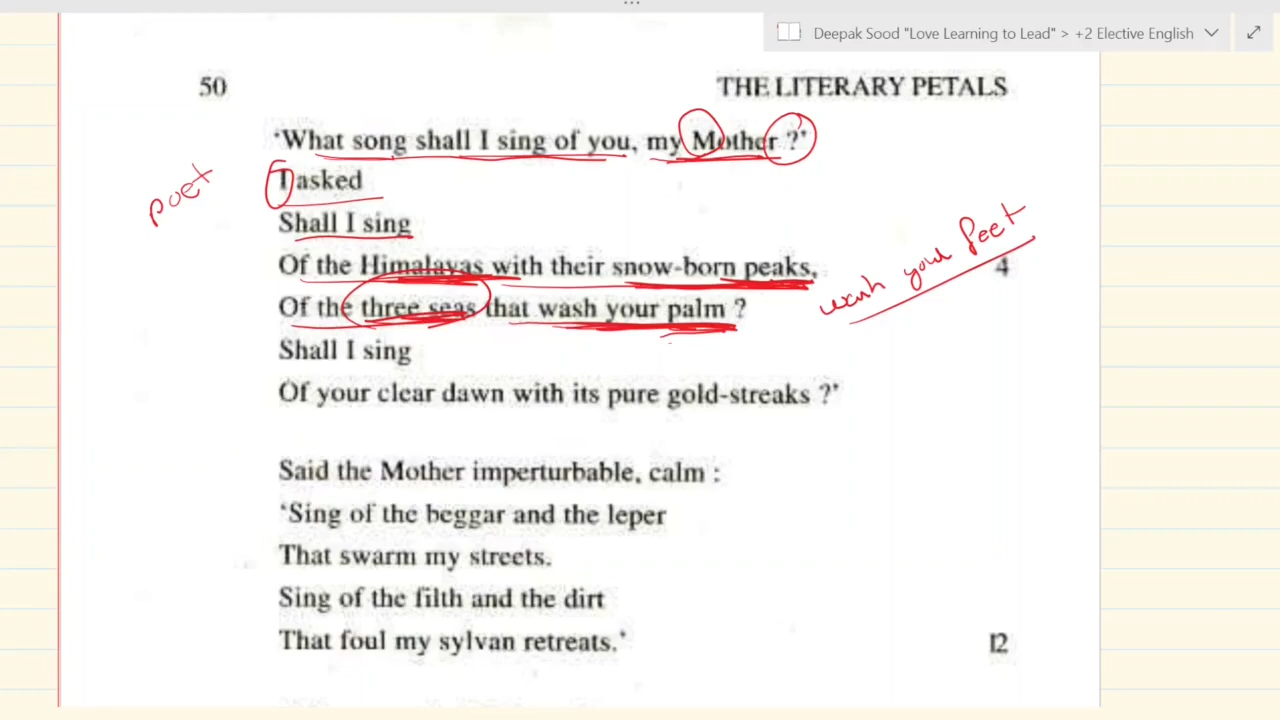 Deepak Sood "Love Learning to Lead" > +2 Elective English
50 THE LITERARY PETALS
‘What song shall I sing of you, my Mother ?’
I asked
poet
Shall I sing
Of the Himalayas with their snow-born peaks, 4
wash your feet
Of the three seas that wash your palm ?
Shall I sing
Of your clear dawn with its pure gold-streaks ?’
Said the Mother imperturbable, calm :
‘Sing of the beggar and the leper
That swarm my streets.
Sing of the filth and the dirt
That foul my sylvan retreats.’ 12